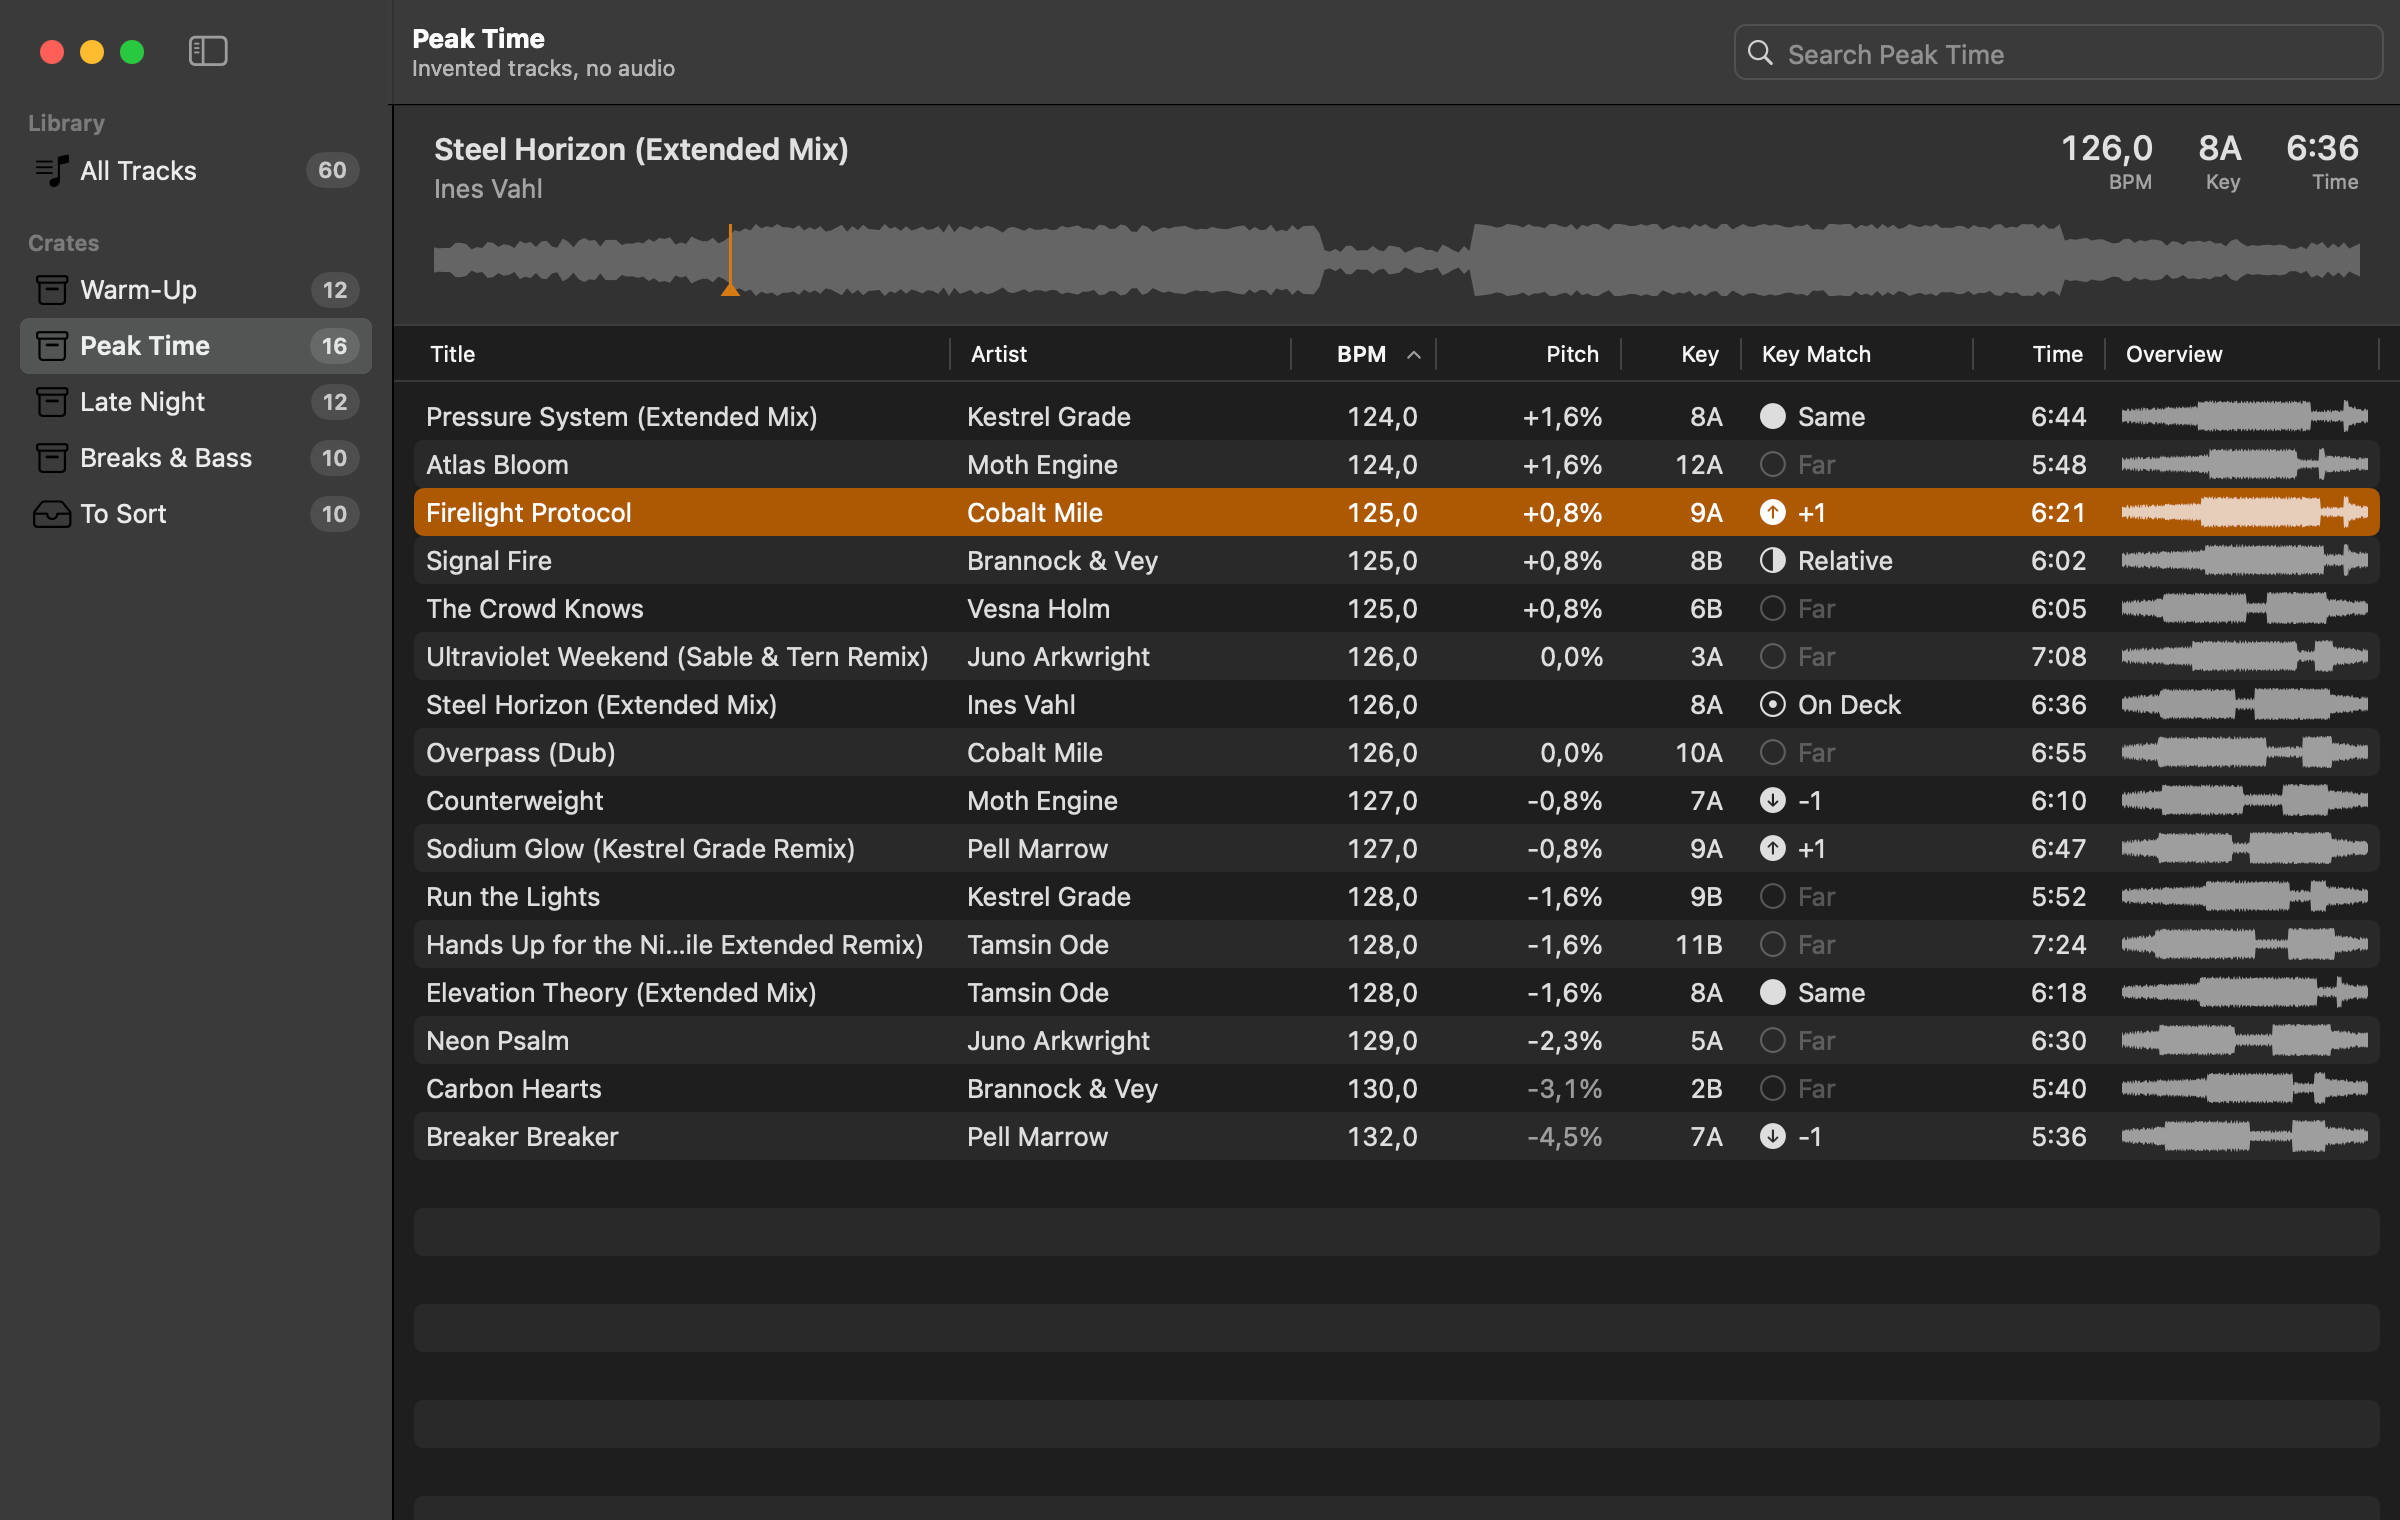 Peak Time
Invented tracks, no audio
Search Peak Time
Library
All Tracks 60
Crates
Warm-Up 12
Peak Time 16
Late Night 12
Breaks & Bass 10
To Sort 10
Steel Horizon (Extended Mix)
Ines Vahl
126,0 8A 6:36
BPM Key Time
Title Artist BPM Pitch Key Key Match Time Overview
Pressure System (Extended Mix) Kestrel Grade 124,0 +1,6% 8A Same 6:44
Atlas Bloom Moth Engine 124,0 +1,6% 12A Far 5:48
Firelight Protocol Cobalt Mile 125,0 +0,8% 9A +1 6:21
Signal Fire Brannock & Vey 125,0 +0,8% 8B Relative 6:02
The Crowd Knows Vesna Holm 125,0 +0,8% 6B Far 6:05
Ultraviolet Weekend (Sable & Tern Remix) Juno Arkwright 126,0 0,0% 3A Far 7:08
Steel Horizon (Extended Mix) Ines Vahl 126,0 8A On Deck 6:36
Overpass (Dub) Cobalt Mile 126,0 0,0% 10A Far 6:55
Counterweight Moth Engine 127,0 -0,8% 7A -1 6:10
Sodium Glow (Kestrel Grade Remix) Pell Marrow 127,0 -0,8% 9A +1 6:47
Run the Lights Kestrel Grade 128,0 -1,6% 9B Far 5:52
Hands Up for the Ni...ile Extended Remix) Tamsin Ode 128,0 -1,6% 11B Far 7:24
Elevation Theory (Extended Mix) Tamsin Ode 128,0 -1,6% 8A Same 6:18
Neon Psalm Juno Arkwright 129,0 -2,3% 5A Far 6:30
Carbon Hearts Brannock & Vey 130,0 -3,1% 2B Far 5:40
Breaker Breaker Pell Marrow 132,0 -4,5% 7A -1 5:36